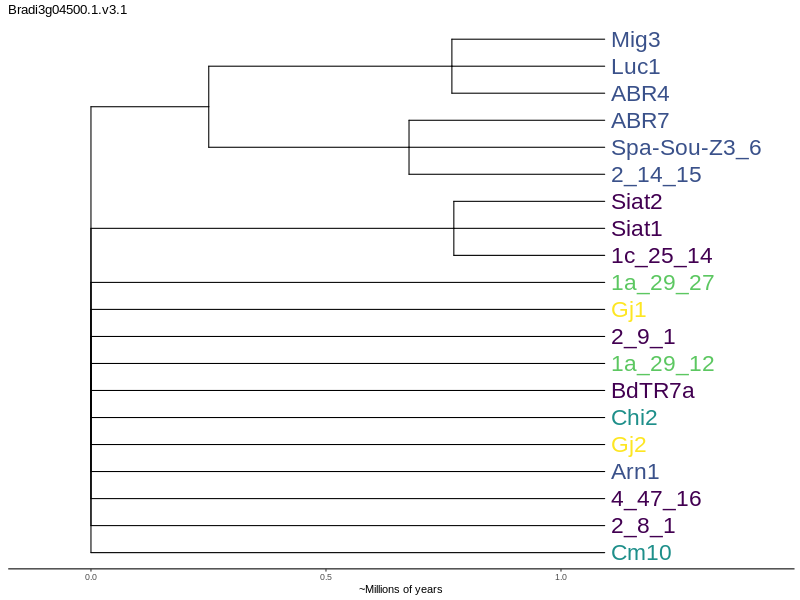 Bradi3g04500.1.v3.1
Mig3
Luc1
ABR4
ABR7
Spa-Sou-Z3_6
2_14_15
Siat2
Siat1
1c_25_14
1a_29_27
Gj1
2_9_1
1a_29_12
BdTR7a
Chi2
Gj2
Arn1
4_47_16
2_8_1
Cm10
0.0 0.5 1.0
~Millions of years